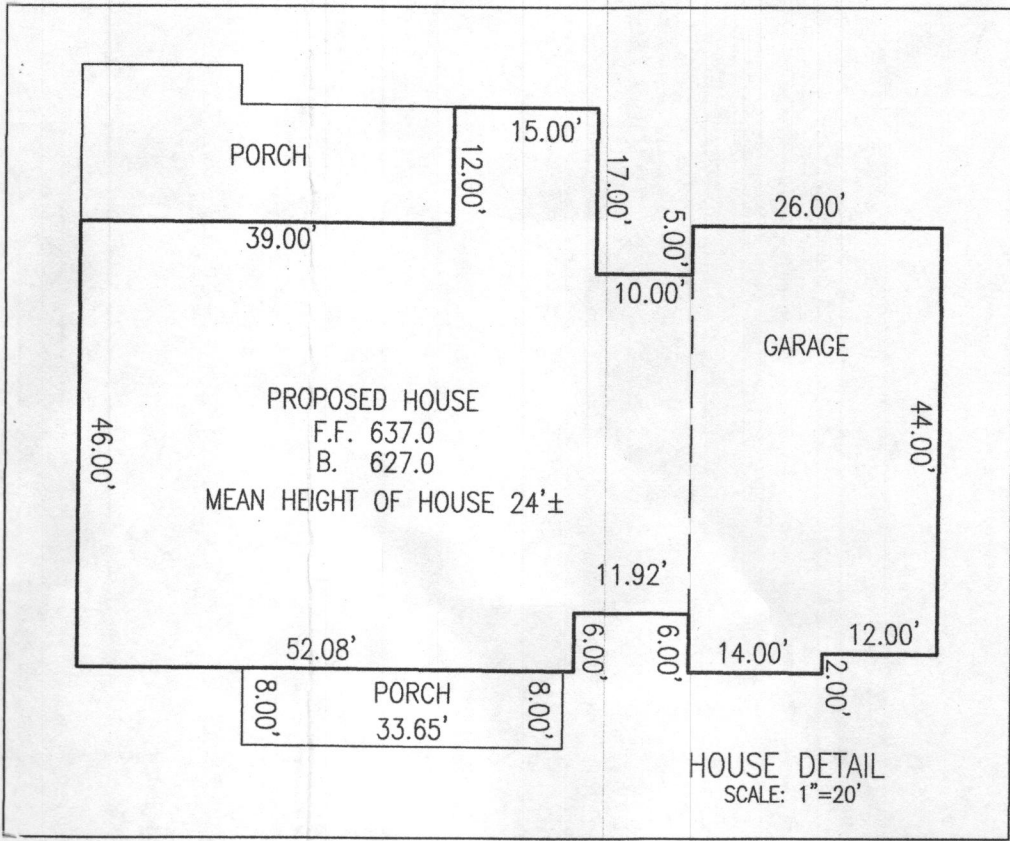 15.00'
PORCH
12.00'
17.00'
5.00'
26.00'
39.00'
10.00'
GARAGE
PROPOSED HOUSE
F.F. 637.0
B. 627.0
MEAN HEIGHT OF HOUSE 24'±
46.00'
44.00'
11.92'
52.08'
6.00'
6.00'
14.00'
12.00'
2.00'
8.00'
PORCH
33.65'
8.00'
HOUSE DETAIL
SCALE: 1"=20'